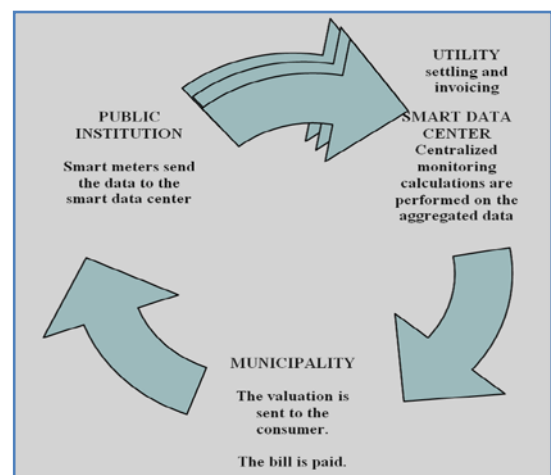 PUBLIC
INSTITUTION
Smart meters send
the data to the
smart data center
UTILITY
settling and
invoicing
SMART DATA
CENTER
Centralized
monitoring
calculations are
performed on the
aggregated data
MUNICIPALITY
The valuation is
sent to the
consumer.
The bill is paid.